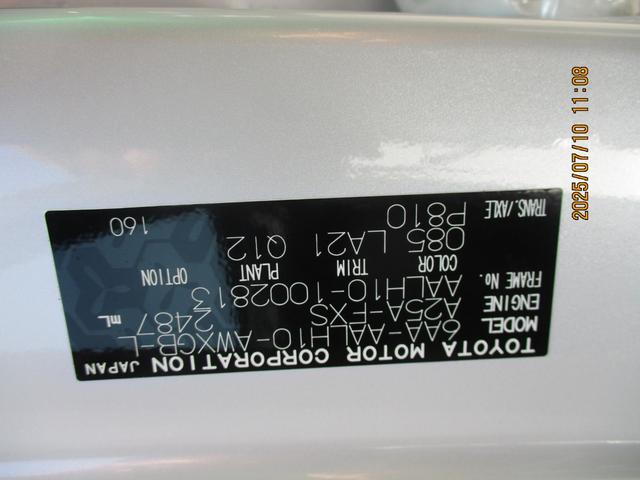 TOYOTA MOTOR CORPORATION JAPAN
MODEL 6AA-AALH10-AWXGB-L
ENGINE A25A-FXS 2487 mL
FRAME No. AALH10-1002813
COLOR TRIM PLANT OPTION
085 LA21 Q12
TRANS./AXLE P810 160
2025/07/10 11:08